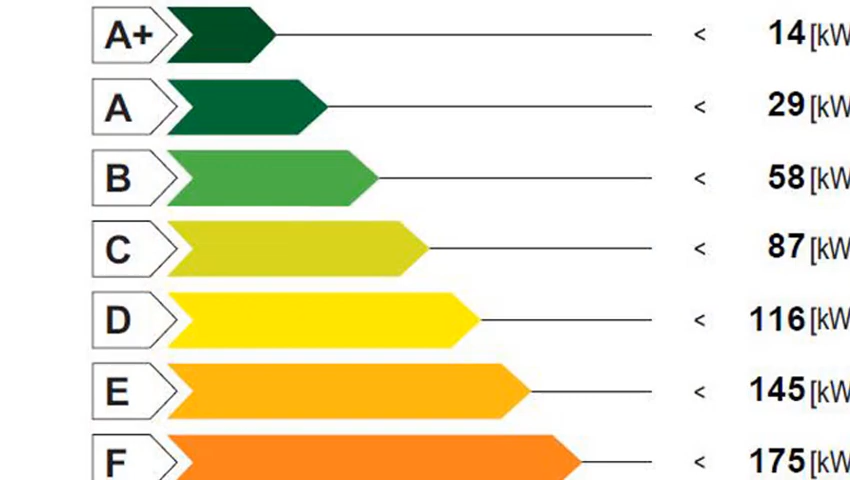 A+ < 14 [kW
A < 29 [kW
B < 58 [kW
C < 87 [kW
D < 116 [kW
E < 145 [kW
F < 175 [kW